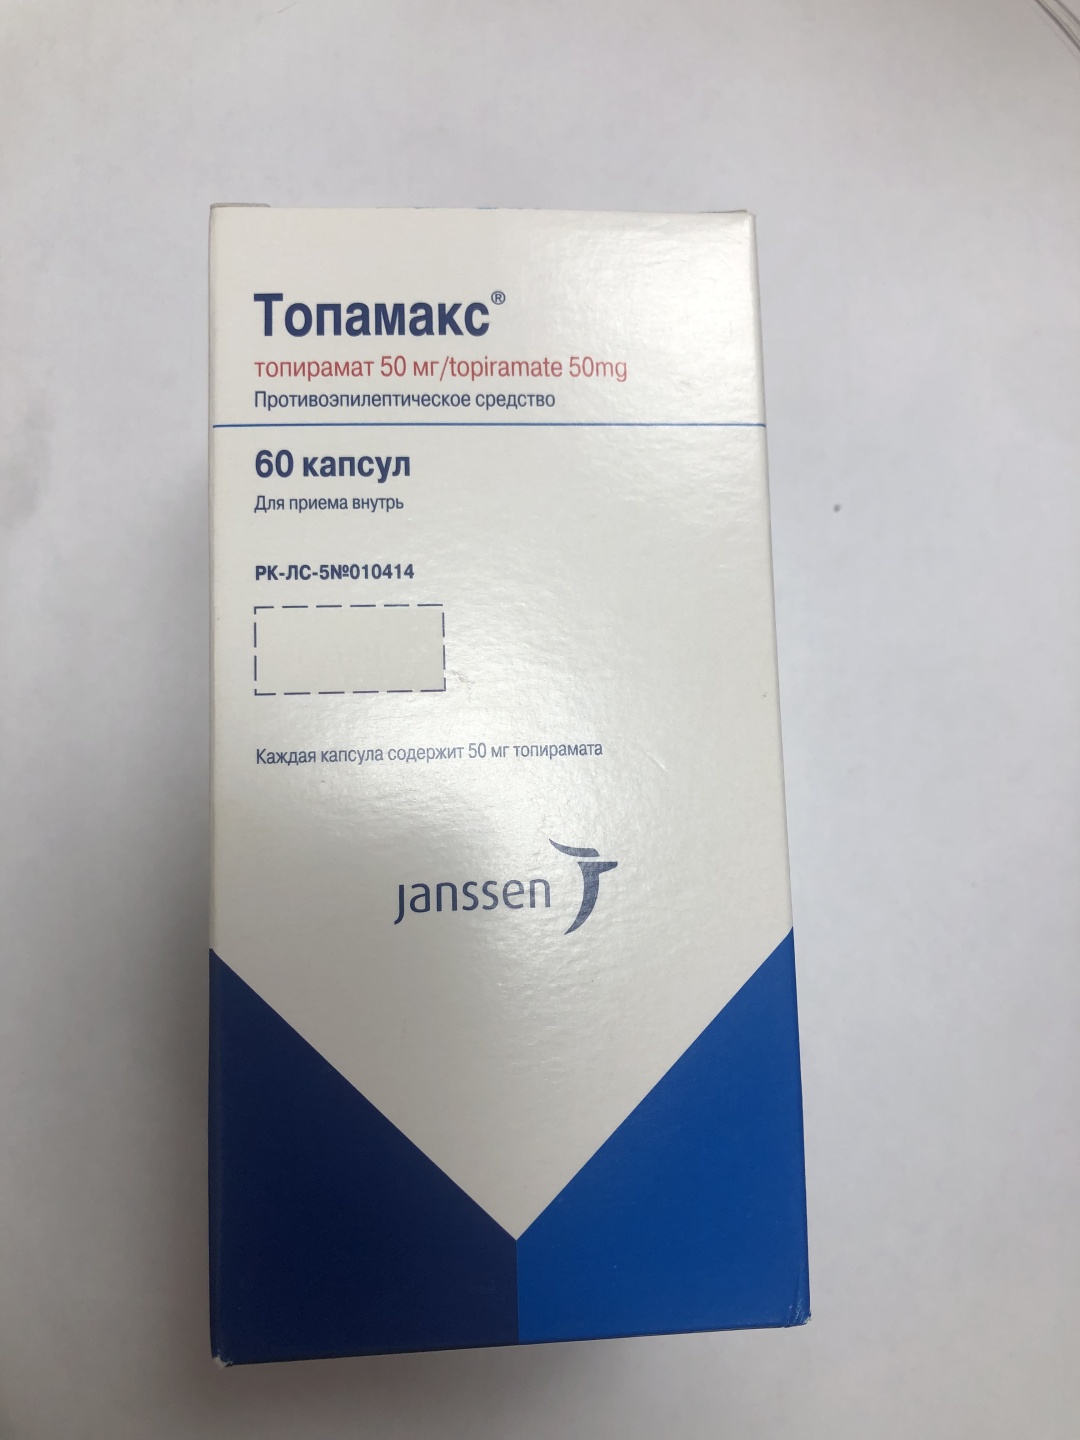 Топамакс®
топирамат 50 мг/topiramate 50mg
Противоэпилептическое средство
60 капсул
Для приема внутрь
РК-ЛС-5№010414
Каждая капсула содержит 50 мг топирамата
janssen